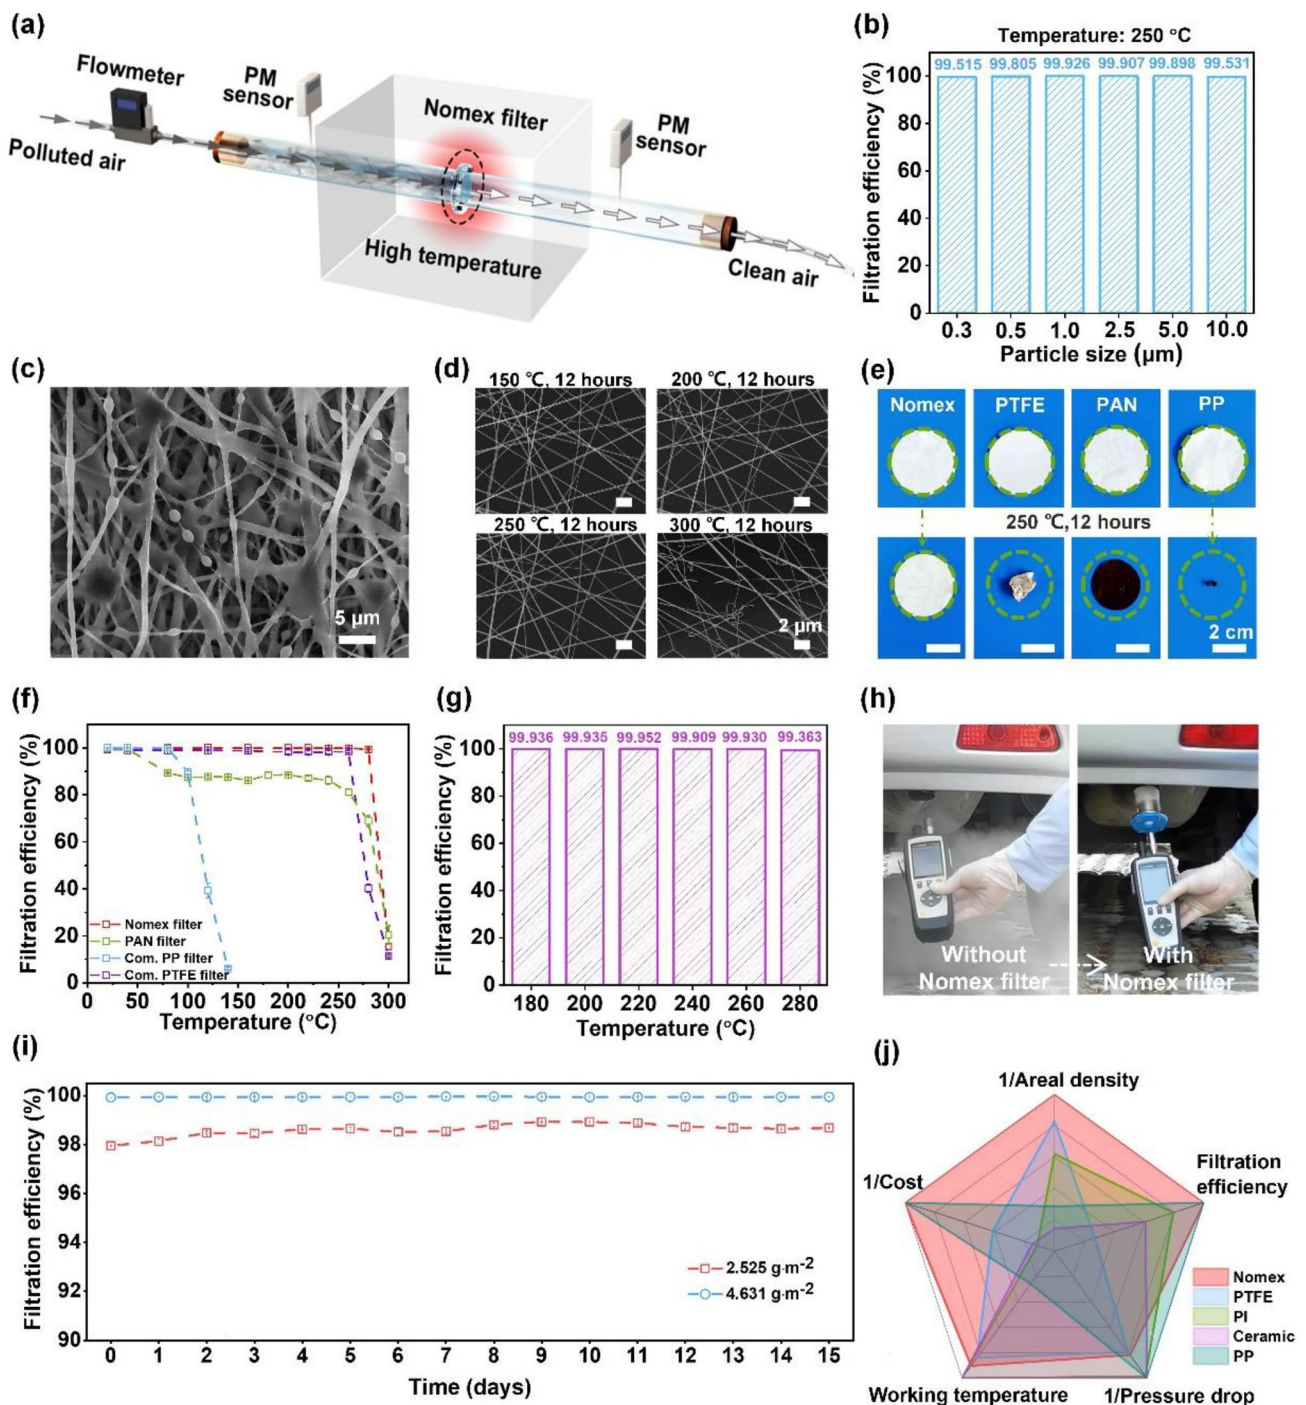 (a)
Flowmeter
PM
sensor
Nomex filter
PM
sensor
Polluted air
High temperature
Clean air
(b)
Temperature: 250 °C
99.515 99.805 99.926 99.907 99.898 99.531
Filtration efficiency (%)
100
80
60
40
20
0
0.3 0.5 1.0 2.5 5.0 10.0
Particle size (μm)
(c)
5 μm
(d)
150 ℃, 12 hours
200 ℃, 12 hours
250 ℃, 12 hours
300 ℃, 12 hours
2 μm
(e)
Nomex PTFE PAN PP
250 ℃,12 hours
2 cm
(f)
Filtration efficiency (%)
100
80
60
40
20
0
Nomex filter
PAN filter
Com. PP filter
Com. PTFE filter
0 50 100 150 200 250 300
Temperature (°C)
(g)
99.936 99.935 99.952 99.909 99.930 99.363
Filtration efficiency (%)
100
80
60
40
20
0
180 200 220 240 260 280
Temperature (°C)
(h)
Without
Nomex filter
With
Nomex filter
(i)
Filtration efficiency (%)
100
98
96
94
92
90
2.525 g·m-2
4.631 g·m-2
0 1 2 3 4 5 6 7 8 9 10 11 12 13 14 15
Time (days)
(j)
1/Areal density
Filtration
efficiency
1/Cost
Nomex
PTFE
PI
Ceramic
PP
Working temperature
1/Pressure drop